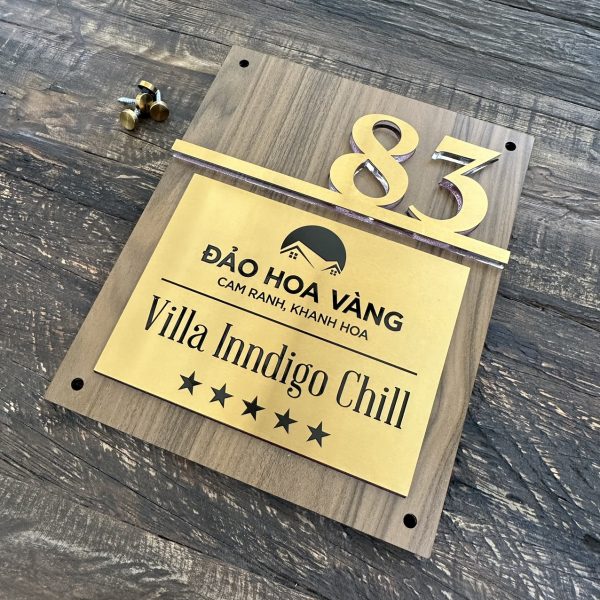 83
ĐẢO HOA VÀNG
CAM RANH, KHANH HOA
Villa Inndigo Chill